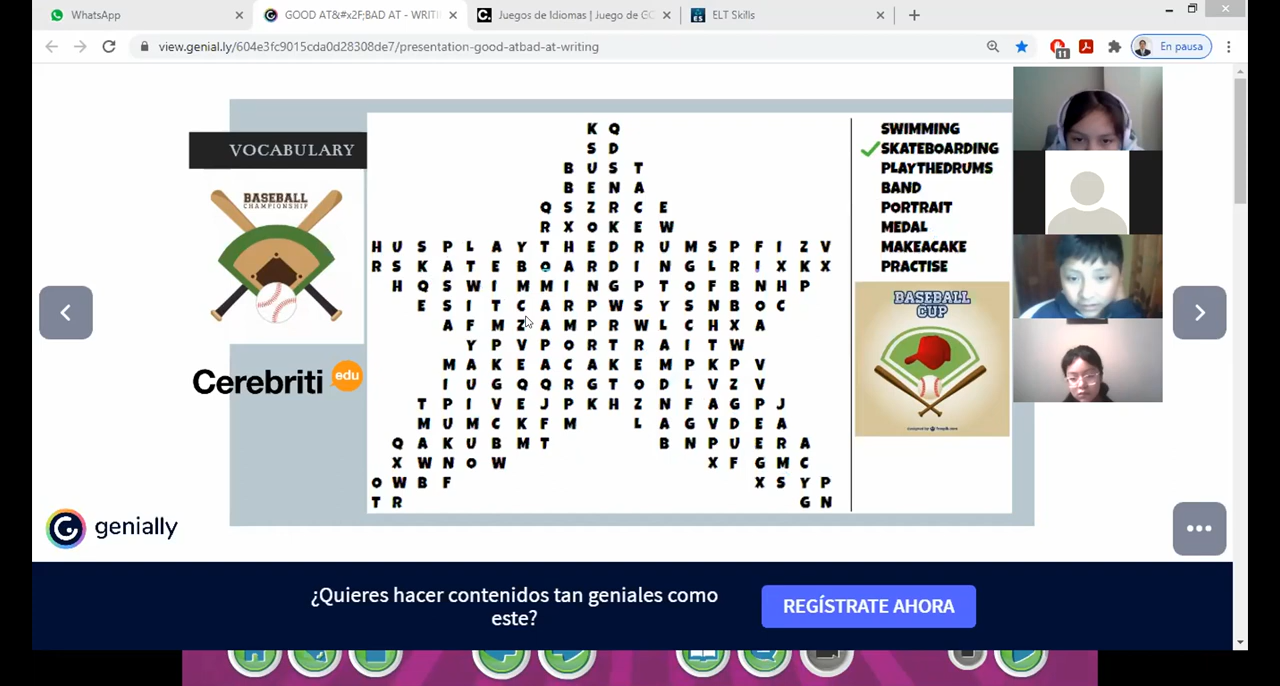 WhatsApp
GOOD AT&#x2F;BAD AT - WRITI
Juegos de Idiomas | Juego de GC
ELT Skills
view.genial.ly/604e3fc9015cda0d28308de7/presentation-good-atbad-at-writing
11
En pausa
VOCABULARY
BASEBALL
CHAMPIONSHIP
Cerebriti edu
K Q
S D
B U S T
B E N A
Q S Z R C E
R X O K E W
H U S P L A Y T H E D R U M S P F I Z V
R S K A T E B O A R D I N G L R I X K X
H Q S W I M M I N G P T O F B N H P
E S I T C A R P W S Y S N B O C
A F M Z A M P R W L C H X A
Y P V P O R T R A I T W
M A K E A C A K E M P K P V
I U G Q Q R G T O D L V Z V
T P I V E J P K H Z N F A G P J
M U M C K F M L A G V D E A
Q A K U B M T B N P U E R A
X W N O W X F G M C
O W B F X S Y P
T R G N
SWIMMING
SKATEBOARDING
PLAYTHEDRUMS
BAND
PORTRAIT
MEDAL
MAKEACAKE
PRACTISE
BASEBALL
CUP
genially
¿Quieres hacer contenidos tan geniales como
este?
REGÍSTRATE AHORA